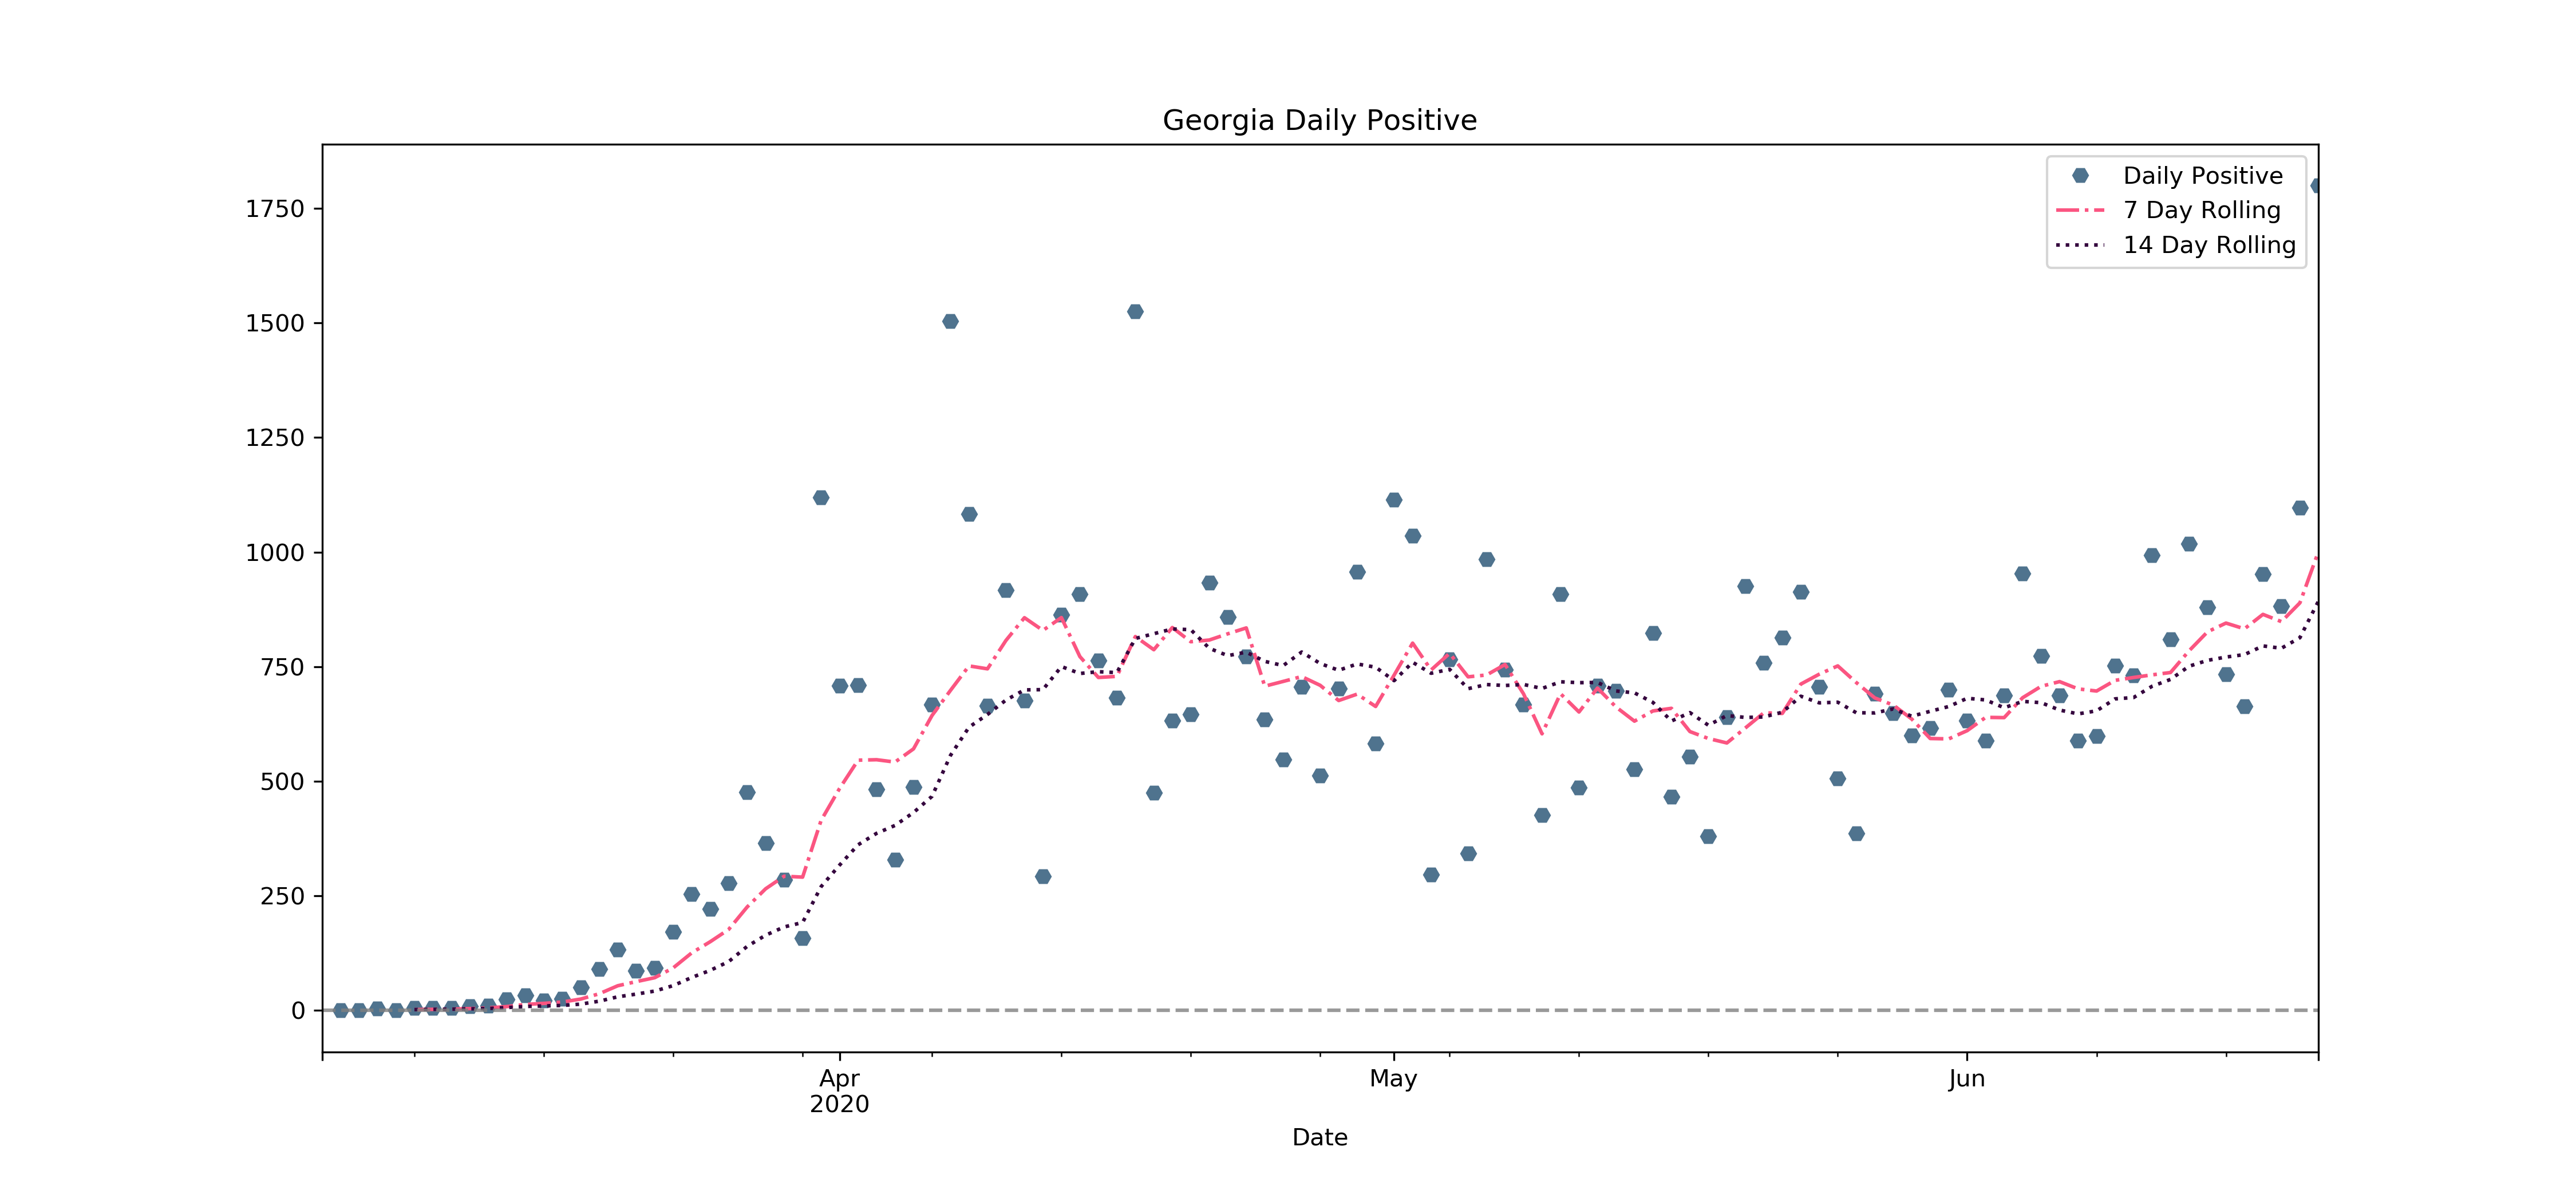 Georgia Daily Positive
Daily Positive
7 Day Rolling
14 Day Rolling
1750
1500
1250
1000
750
500
250
0
Apr
2020
May
Jun
Date